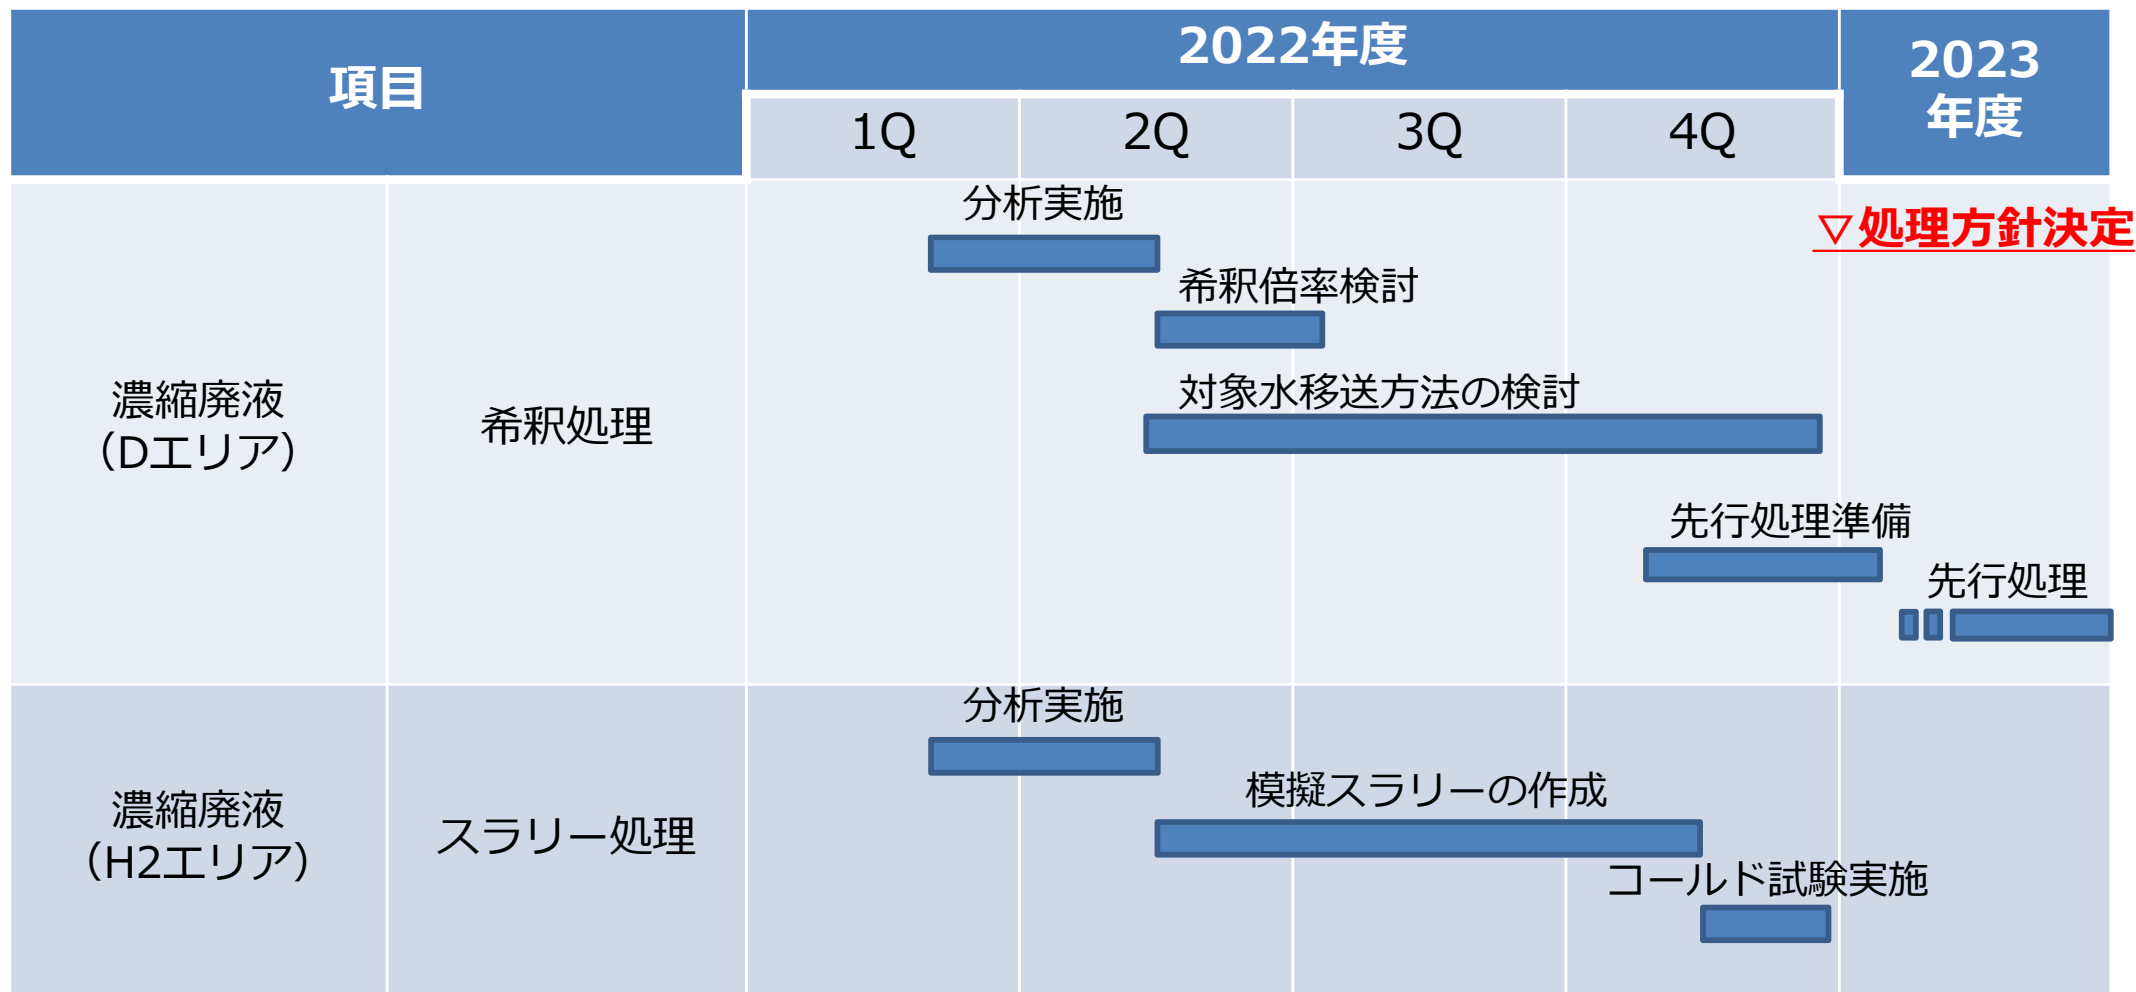 項目
2022年度
2023
年度
1Q
2Q
3Q
4Q
濃縮廃液
（Dエリア）
希釈処理
分析実施
▽処理方針決定
希釈倍率検討
対象水移送方法の検討
先行処理準備
先行処理
濃縮廃液
（H2エリア）
スラリー処理
分析実施
模擬スラリーの作成
コールド試験実施